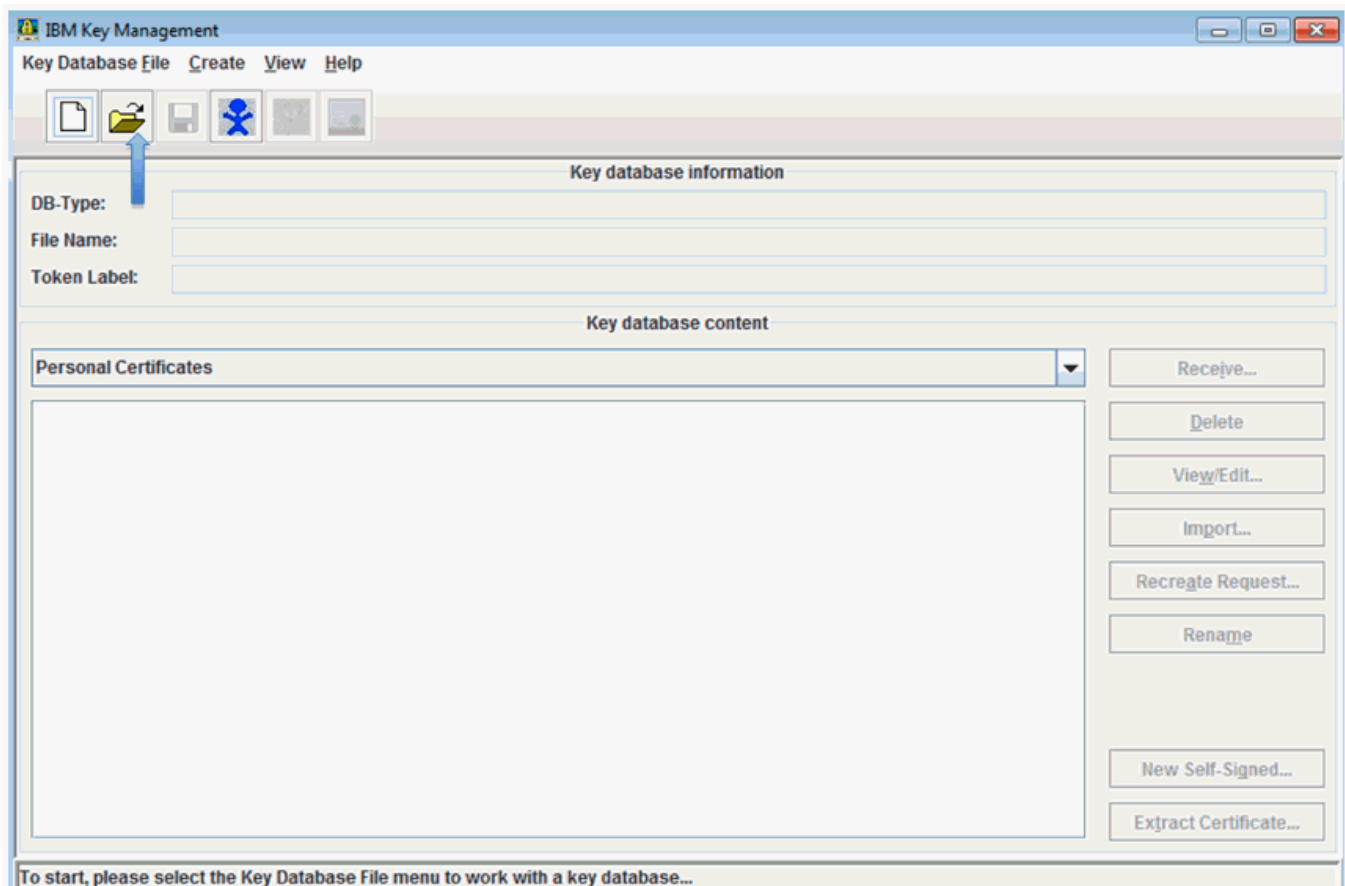 IBM Key Management
Key Database File Create View Help
Key database information
DB-Type:
File Name:
Token Label:
Key database content
Personal Certificates
Receive...
Delete
View/Edit...
Import...
Recreate Request...
Rename
New Self-Signed...
Extract Certificate...
To start, please select the Key Database File menu to work with a key database...